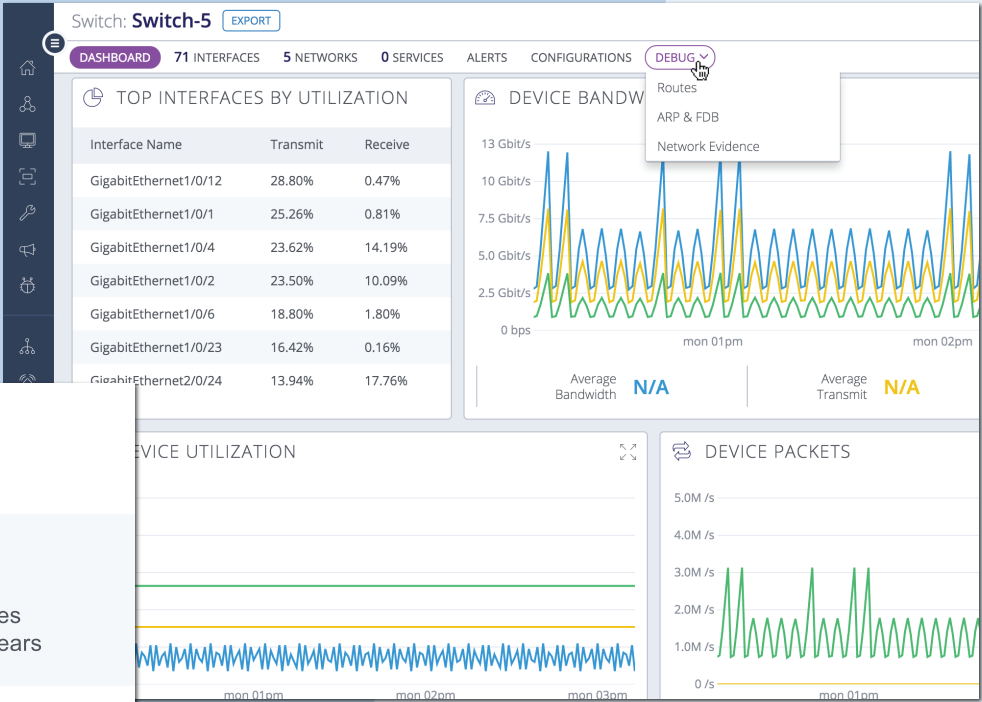 Switch: Switch-5 EXPORT
DASHBOARD 71 INTERFACES 5 NETWORKS 0 SERVICES ALERTS CONFIGURATIONS DEBUG
Routes
ARP & FDB
Network Evidence
TOP INTERFACES BY UTILIZATION
Interface Name Transmit Receive
GigabitEthernet1/0/12 28.80% 0.47%
GigabitEthernet1/0/1 25.26% 0.81%
GigabitEthernet1/0/4 23.62% 14.19%
GigabitEthernet1/0/2 23.50% 10.09%
GigabitEthernet1/0/6 18.80% 1.80%
GigabitEthernet1/0/23 16.42% 0.16%
GigabitEthernet2/0/24 13.94% 17.76%
DEVICE BANDW
13 Gbit/s
10 Gbit/s
7.5 Gbit/s
5.0 Gbit/s
2.5 Gbit/s
0 bps
mon 01pm mon 02pm
Average
Bandwidth
N/A
Average
Transmit
N/A
EVICE UTILIZATION
mon 01pm mon 02pm mon 03pm
DEVICE PACKETS
5.0M /s
4.0M /s
3.0M /s
2.0M /s
1.0M /s
0 /s
mon 01pm
es
ears